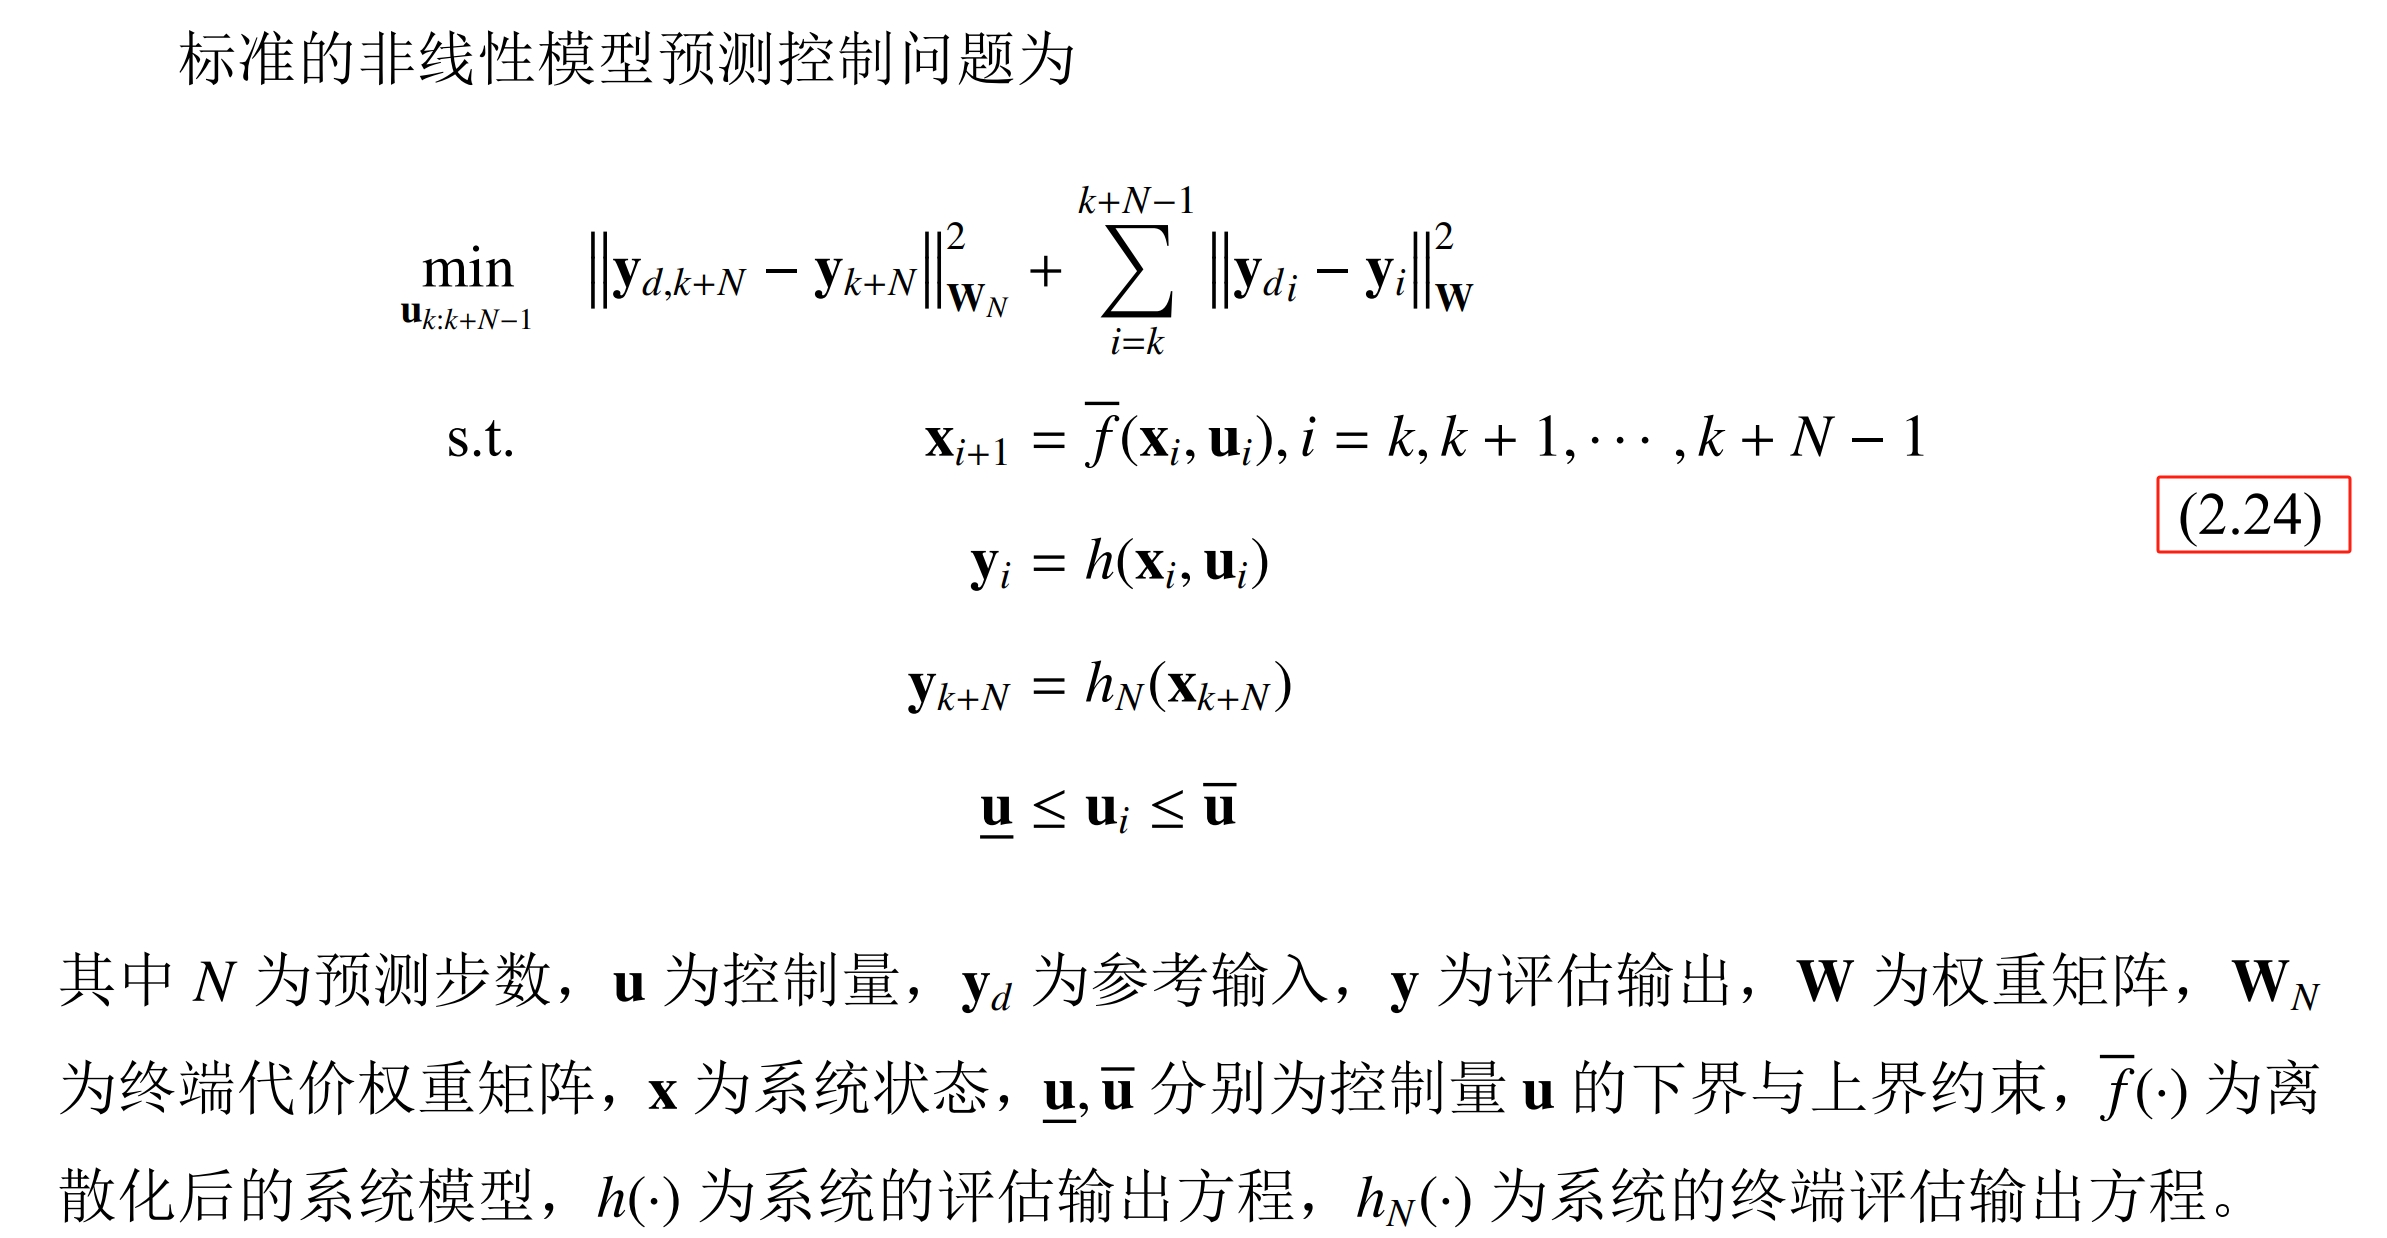 标准的非线性模型预测控制问题为
$\min_{\mathbf{u}_{k:k+N-1}} \quad \left\| \mathbf{y}_{d,k+N} - \mathbf{y}_{k+N} \right\|^2_{\mathbf{W}_N} + \sum_{i=k}^{k+N-1} \left\| \mathbf{y}_{d_i} - \mathbf{y}_i \right\|^2_{\mathbf{W}}$
s.t. $\mathbf{x}_{i+1} = \overline{f}(\mathbf{x}_i, \mathbf{u}_i), i = k, k+1, \cdots, k+N-1$
(2.24)
$\mathbf{y}_i = h(\mathbf{x}_i, \mathbf{u}_i)$
$\mathbf{y}_{k+N} = h_N(\mathbf{x}_{k+N})$
$\underline{\mathbf{u}} \leq \mathbf{u}_i \leq \overline{\mathbf{u}}$
其中 $N$ 为预测步数，$\mathbf{u}$ 为控制量，$\mathbf{y}_d$ 为参考输入，$\mathbf{y}$ 为评估输出，$\mathbf{W}$ 为权重矩阵，$\mathbf{W}_N$
为终端代价权重矩阵，$\mathbf{x}$ 为系统状态，$\underline{\mathbf{u}}, \overline{\mathbf{u}}$ 分别为控制量 $\mathbf{u}$ 的下界与上界约束，$\overline{f}(\cdot)$ 为离
散化后的系统模型，$h(\cdot)$ 为系统的评估输出方程，$h_N(\cdot)$ 为系统的终端评估输出方程。